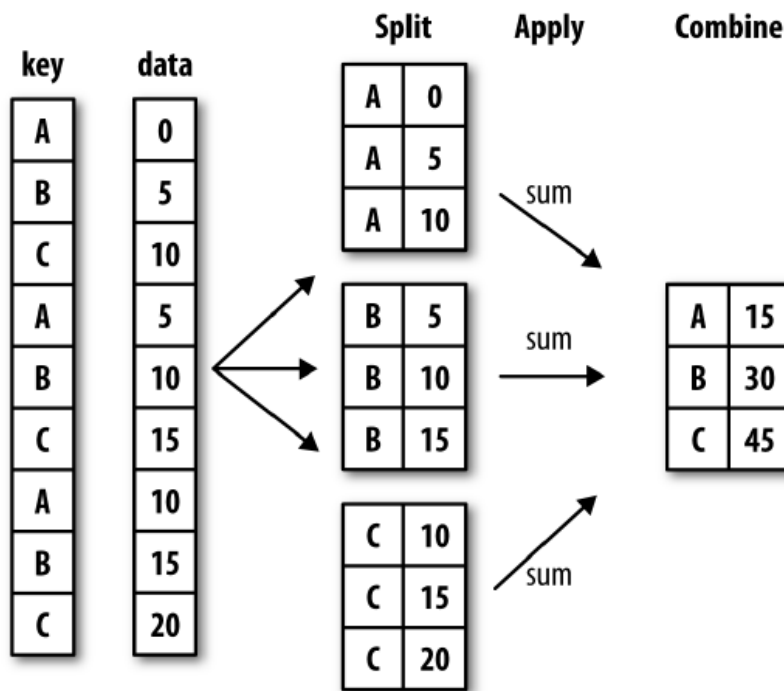 Split Apply Combine
key data
A 0
B 5
C 10
A 5
B 10
C 15
A 10
B 15
C 20
A 0
A 5
A 10
B 5
B 10
B 15
C 10
C 15
C 20
sum
sum
sum
A 15
B 30
C 45